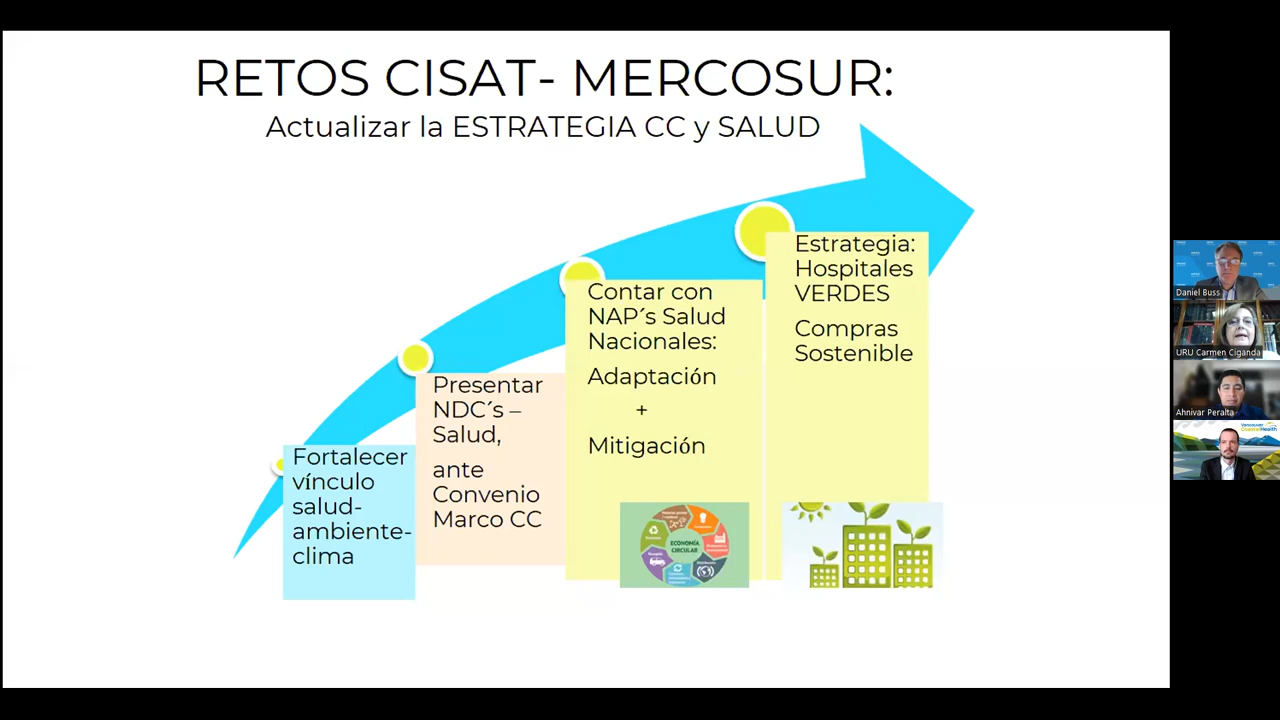 RETOS CISAT- MERCOSUR:
Actualizar la ESTRATEGIA CC y SALUD
Fortalecer
vínculo
salud-
ambiente-
clima
Presentar
NDC´s –
Salud,
ante
Convenio
Marco CC
Contar con
NAP´s Salud
Nacionales:
Adaptación
+
Mitigación
ECONOMÍA
CIRCULAR
Estrategia:
Hospitales
VERDES
Compras
Sostenible
Daniel Buss
URU Carmen Ciganda
Ahnivar Peralta
Vancouver
CoastalHealth